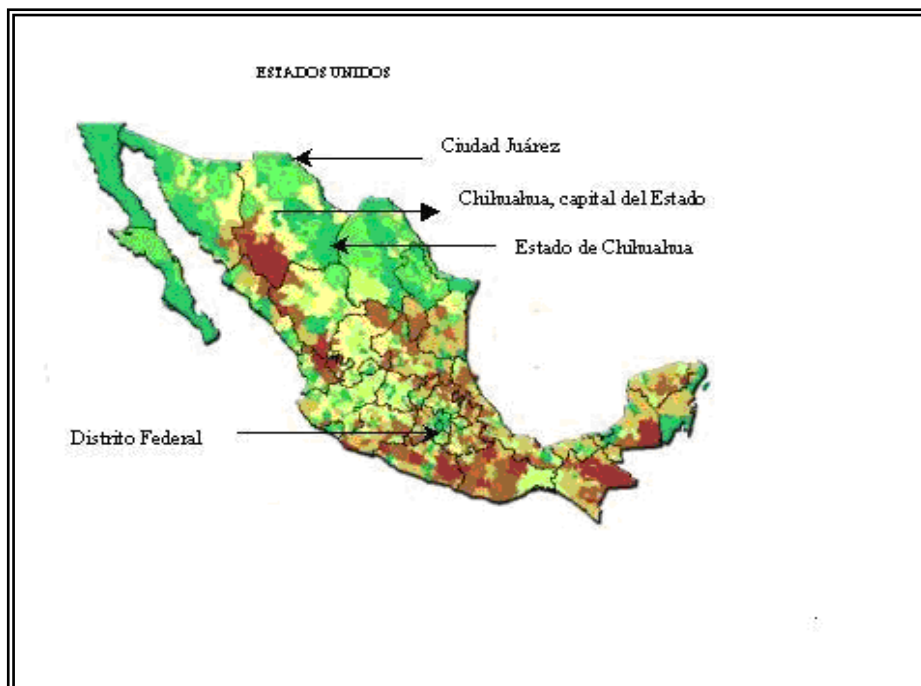 ESTADOS UNIDOS
Ciudad Juárez
Chihuahua, capital del Estado
Estado de Chihuahua
Distrito Federal